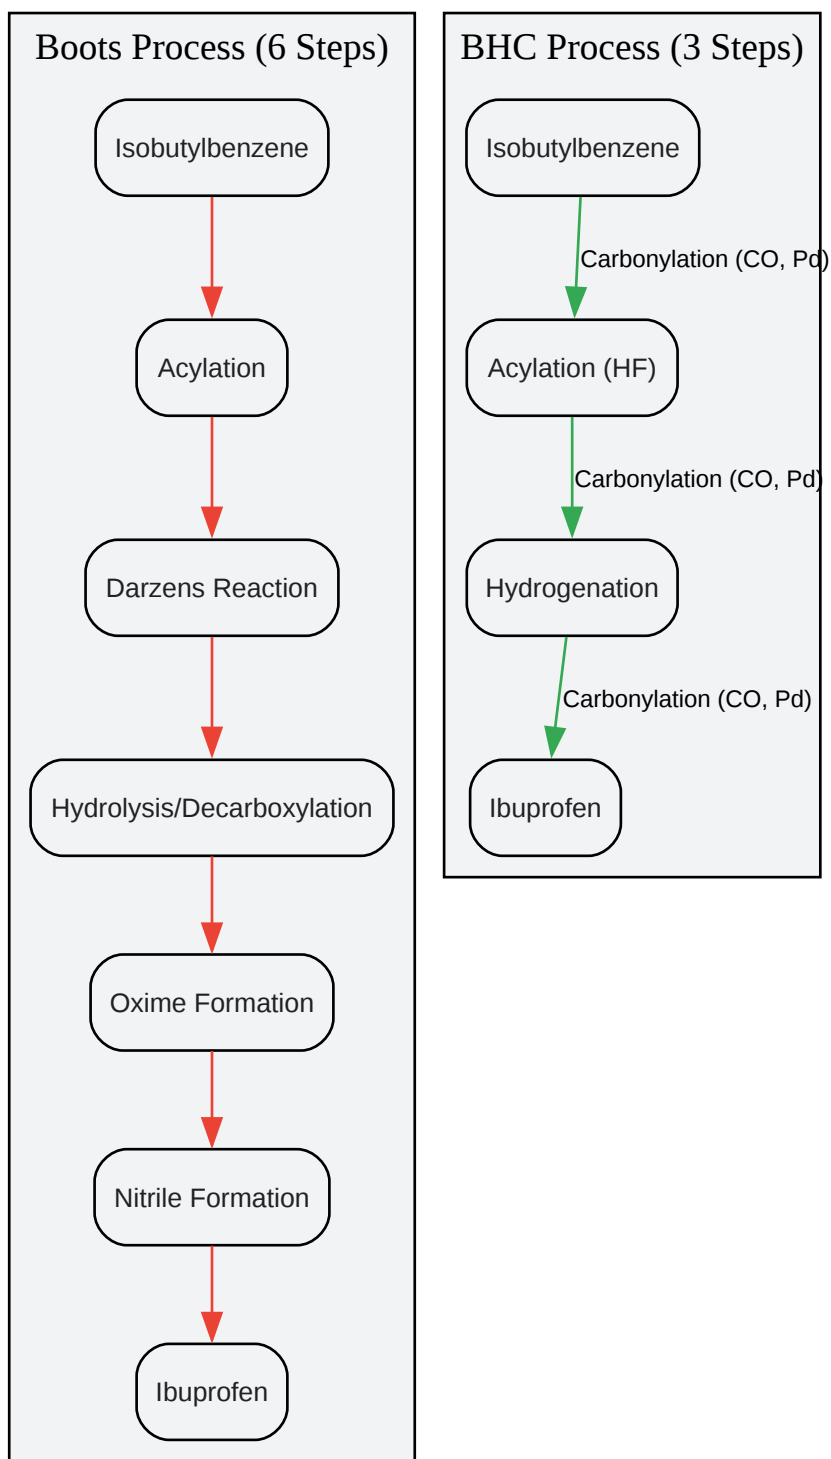 Boots Process (6 Steps)
Isobutylbenzene
Acylation
Darzens Reaction
Hydrolysis/Decarboxylation
Oxime Formation
Nitrile Formation
Ibuprofen
BHC Process (3 Steps)
Isobutylbenzene
Carbonylation (CO, Pd)
Acylation (HF)
Carbonylation (CO, Pd)
Hydrogenation
Carbonylation (CO, Pd)
Ibuprofen